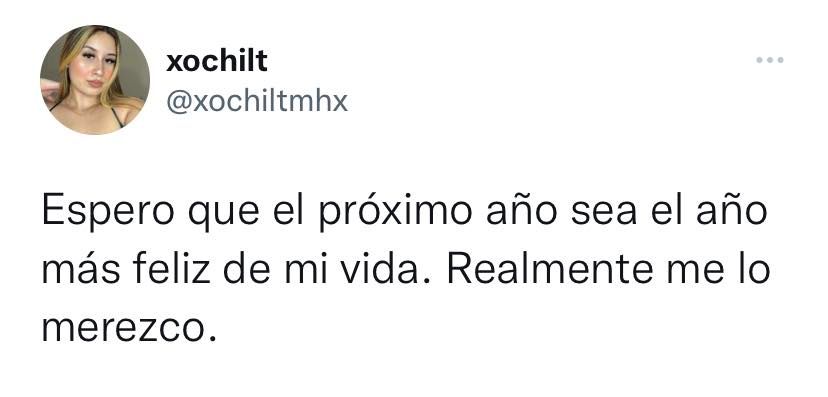 xochilt
@xochiltmhx
Espero que el próximo año sea el año
más feliz de mi vida. Realmente me lo
merezco.